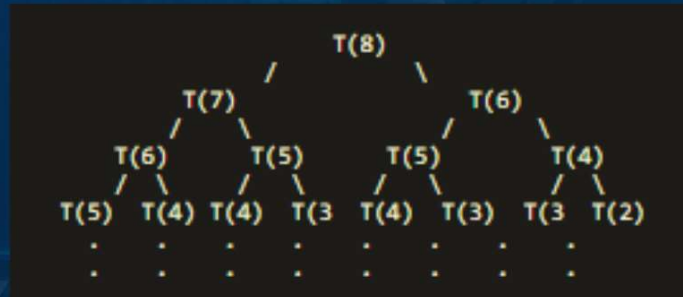 T(8)
/ \
T(7) T(6)
/ \ / \
T(6) T(5) T(5) T(4)
/ \ / \ / \ / \
T(5) T(4) T(4) T(3 T(4) T(3) T(3 T(2)
. . . . . . . .
. . . . . . . .